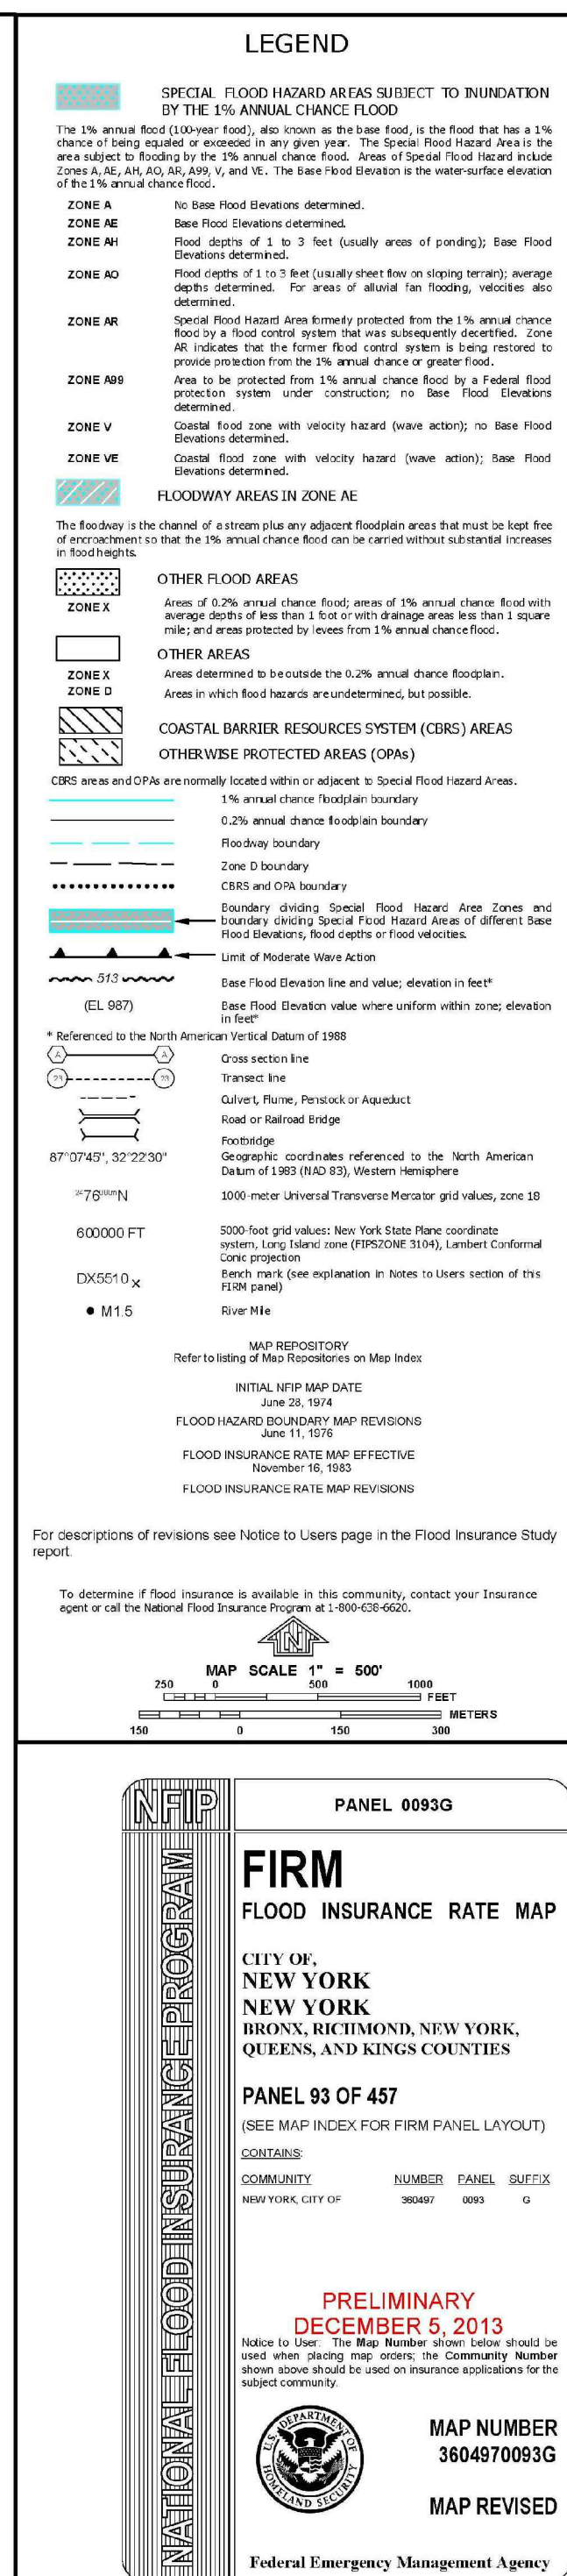 LEGEND
SPECIAL FLOOD HAZARD AREAS SUBJECT TO INUNDATION
BY THE 1% ANNUAL CHANCE FLOOD
The 1% annual flood (100-year flood), also known as the base flood, is the flood that has a 1%
chance of being equaled or exceeded in any given year. The Special Flood Hazard Area is the
area subject to flooding by the 1% annual chance flood. Areas of Special Flood Hazard include
Zones A, AE, AH, AO, AR, A99, V, and VE. The Base Flood Elevation is the water-surface elevation
of the 1% annual chance flood.
ZONE A No Base Flood Elevations determined.
ZONE AE Base Flood Elevations determined.
ZONE AH Flood depths of 1 to 3 feet (usually areas of ponding); Base Flood
Elevations determined.
ZONE AO Flood depths of 1 to 3 feet (usually sheet flow on sloping terrain); average
depths determined. For areas of alluvial fan flooding, velocities also
determined.
ZONE AR Special Flood Hazard Area formerly protected from the 1% annual chance
flood by a flood control system that was subsequently decertified. Zone
AR indicates that the former flood control system is being restored to
provide protection from the 1% annual chance or greater flood.
ZONE A99 Area to be protected from 1% annual chance flood by a Federal flood
protection system under construction; no Base Flood Elevations
determined.
ZONE V Coastal flood zone with velocity hazard (wave action); no Base Flood
Elevations determined.
ZONE VE Coastal flood zone with velocity hazard (wave action); Base Flood
Elevations determined.
FLOODWAY AREAS IN ZONE AE
The floodway is the channel of a stream plus any adjacent floodplain areas that must be kept free
of encroachment so that the 1% annual chance flood can be carried without substantial increases
in flood heights.
OTHER FLOOD AREAS
ZONE X Areas of 0.2% annual chance flood; areas of 1% annual chance flood with
average depths of less than 1 foot or with drainage areas less than 1 square
mile; and areas protected by levees from 1% annual chance flood.
OTHER AREAS
ZONE X Areas determined to be outside the 0.2% annual chance floodplain.
ZONE D Areas in which flood hazards are undetermined, but possible.
COASTAL BARRIER RESOURCES SYSTEM (CBRS) AREAS
OTHERWISE PROTECTED AREAS (OPAs)
CBRS areas and OPAs are normally located within or adjacent to Special Flood Hazard Areas.
1% annual chance floodplain boundary
0.2% annual chance floodplain boundary
Floodway boundary
Zone D boundary
CBRS and OPA boundary
Boundary dividing Special Flood Hazard Area Zones and
boundary dividing Special Flood Hazard Areas of different Base
Flood Elevations, flood depths or flood velocities.
Limit of Moderate Wave Action
513 Base Flood Elevation line and value; elevation in feet*
(EL 987) Base Flood Elevation value where uniform within zone; elevation
in feet*
* Referenced to the North American Vertical Datum of 1988
A A Cross section line
23 23 Transect line
Culvert, Flume, Penstock or Aqueduct
Road or Railroad Bridge
Footbridge
87°07'45", 32°22'30" Geographic coordinates referenced to the North American
Datum of 1983 (NAD 83), Western Hemisphere
76 N 1000-meter Universal Transverse Mercator grid values, zone 18
600000 FT 5000-foot grid values: New York State Plane coordinate
system, Long Island zone (FIPSZONE 3104), Lambert Conformal
Conic projection
DX5510 x Bench mark (see explanation in Notes to Users section of this
FIRM panel)
● M1.5 River Mile
MAP REPOSITORY
Refer to listing of Map Repositories on Map Index
INITIAL NFIP MAP DATE
June 28, 1974
FLOOD HAZARD BOUNDARY MAP REVISIONS
June 11, 1976
FLOOD INSURANCE RATE MAP EFFECTIVE
November 16, 1983
FLOOD INSURANCE RATE MAP REVISIONS
For descriptions of revisions see Notice to Users page in the Flood Insurance Study
report.
To determine if flood insurance is available in this community, contact your Insurance
agent or call the National Flood Insurance Program at 1-800-638-6620.
N
MAP SCALE 1" = 500'
250 0 500 1000
FEET
METERS
150 0 150 300
NFIP
NATIONAL FLOOD INSURANCE PROGRAM
PANEL 0093G
FIRM
FLOOD INSURANCE RATE MAP
CITY OF,
NEW YORK
NEW YORK
BRONX, RICHMOND, NEW YORK,
QUEENS, AND KINGS COUNTIES
PANEL 93 OF 457
(SEE MAP INDEX FOR FIRM PANEL LAYOUT)
CONTAINS:
COMMUNITY NUMBER PANEL SUFFIX
NEW YORK, CITY OF 360497 0093 G
PRELIMINARY
DECEMBER 5, 2013
Notice to User: The Map Number shown below should be
used when placing map orders; the Community Number
shown above should be used on insurance applications for the
subject community.
U.S. DEPARTMENT OF HOMELAND SECURITY
MAP NUMBER
3604970093G
MAP REVISED
Federal Emergency Management Agency